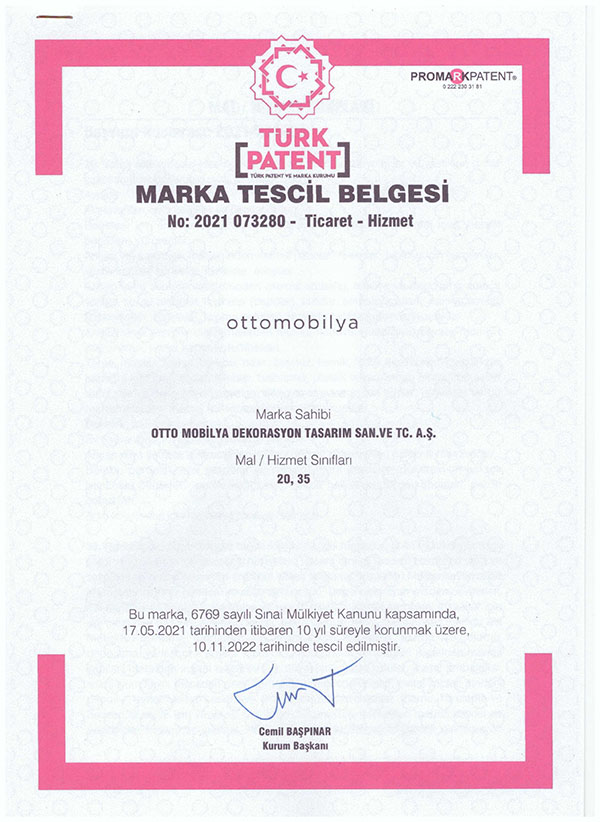 PROMARKPATENT®
0 222 230 31 81
TÜRK
PATENT
TÜRK PATENT VE MARKA KURUMU
MARKA TESCİL BELGESİ
No: 2021 073280 - Ticaret - Hizmet
ottomobilya
Marka Sahibi
OTTO MOBİLYA DEKORASYON TASARIM SAN.VE TC. A.Ş.
Mal / Hizmet Sınıfları
20, 35
Bu marka, 6769 sayılı Sınai Mülkiyet Kanunu kapsamında,
17.05.2021 tarihinden itibaren 10 yıl süreyle korunmak üzere,
10.11.2022 tarihinde tescil edilmiştir.
Cemil BAŞPINAR
Kurum Başkanı